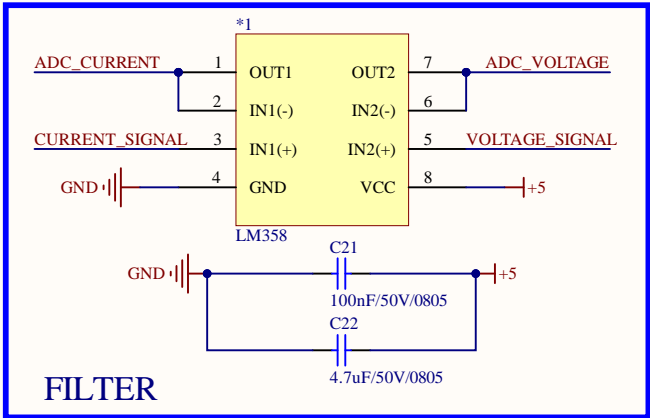 *1
ADC_CURRENT 1 OUT1 OUT2 7 ADC_VOLTAGE
2 IN1(-) IN2(-) 6
CURRENT_SIGNAL 3 IN1(+) IN2(+) 5 VOLTAGE_SIGNAL
GND 4 GND VCC 8 +5
LM358
C21
GND +5
100nF/50V/0805
C22
4.7uF/50V/0805
FILTER